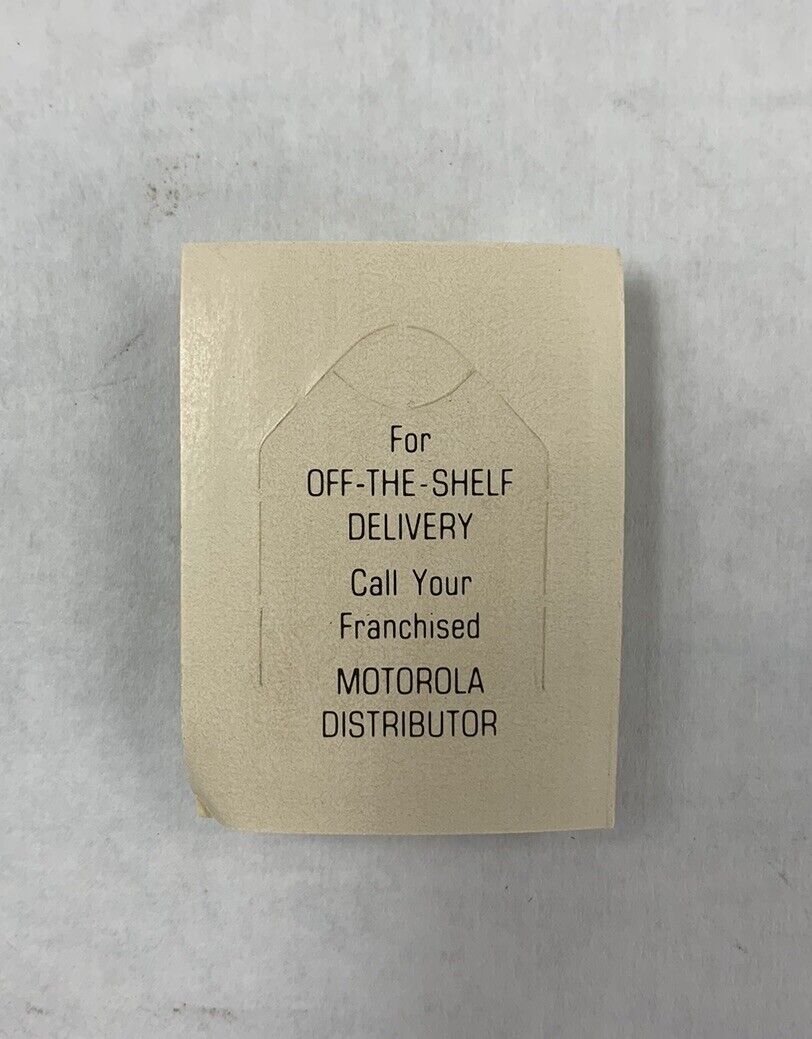 For
OFF-THE-SHELF
DELIVERY
Call Your
Franchised
MOTOROLA
DISTRIBUTOR